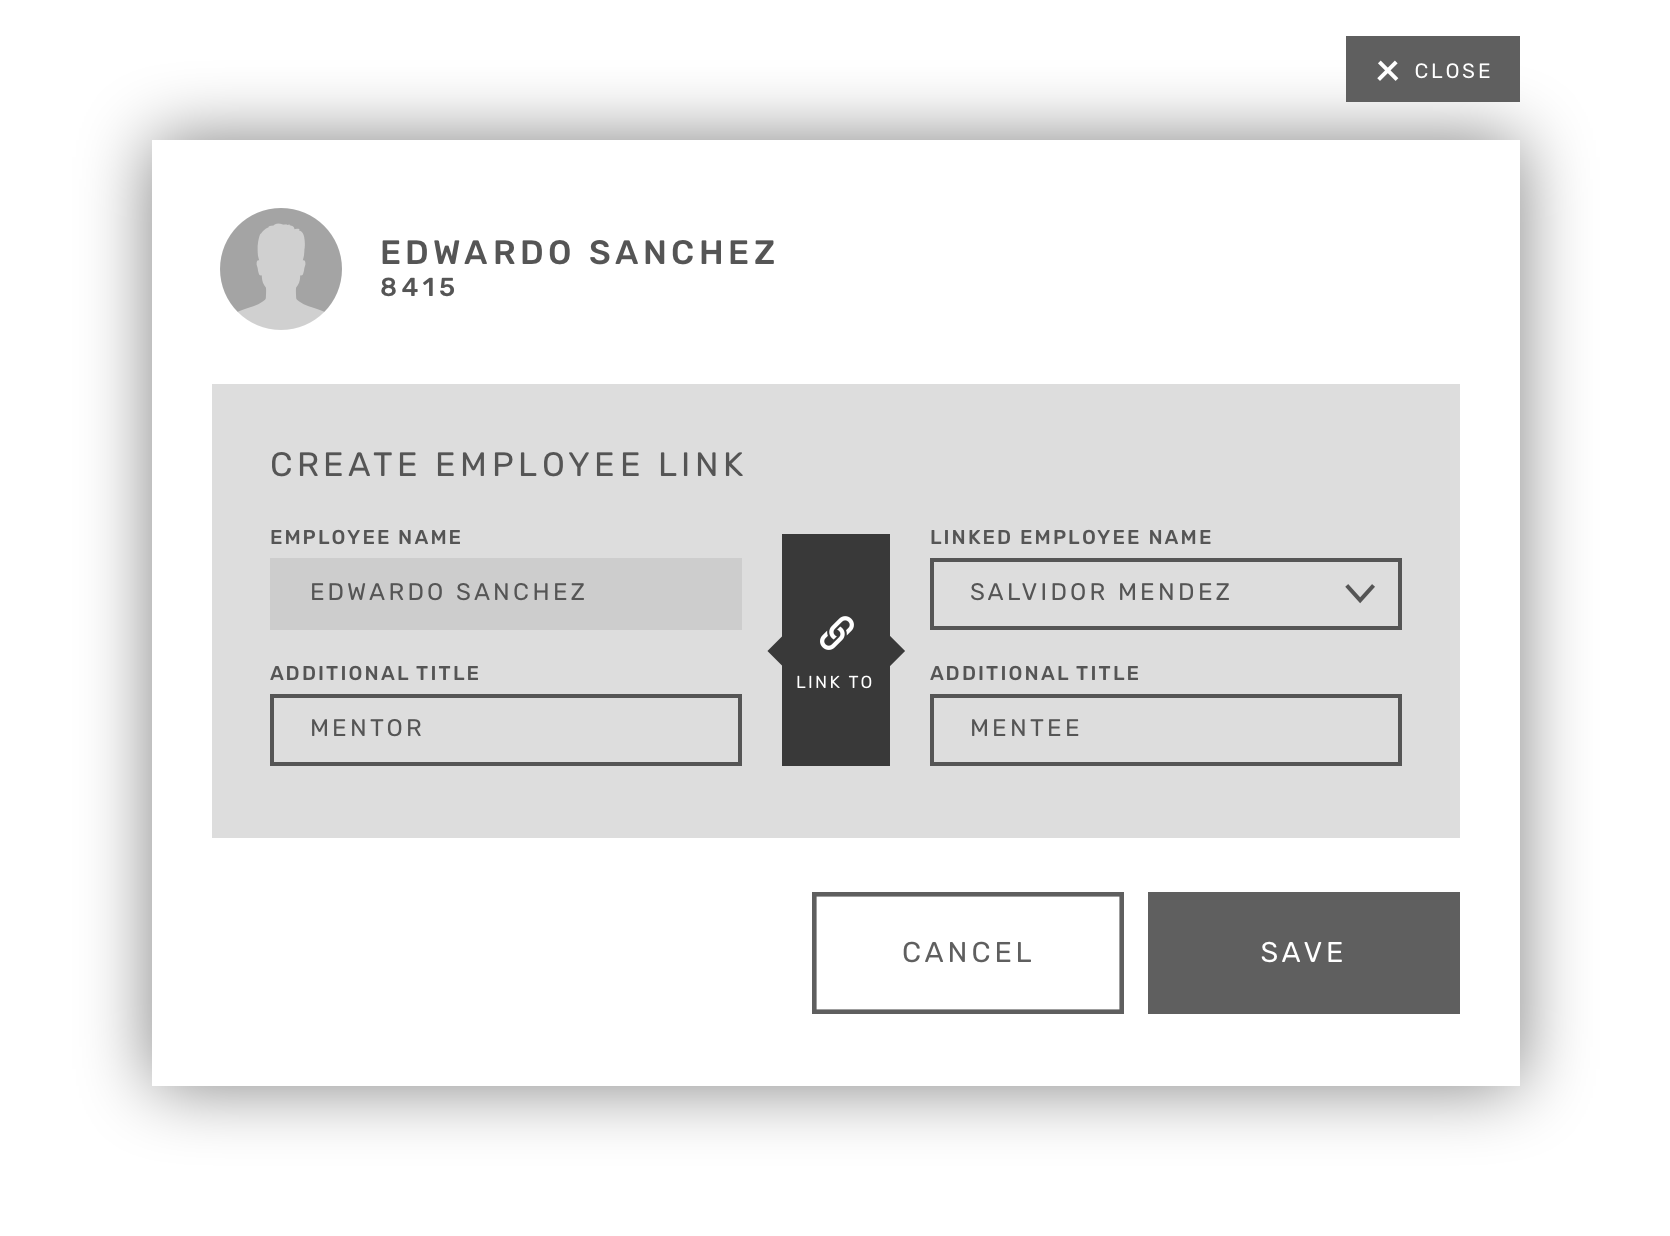 CLOSE
EDWARDO SANCHEZ
8415
CREATE EMPLOYEE LINK
EMPLOYEE NAME
EDWARDO SANCHEZ
ADDITIONAL TITLE
MENTOR
LINK TO
LINKED EMPLOYEE NAME
SALVIDOR MENDEZ
ADDITIONAL TITLE
MENTEE
CANCEL
SAVE